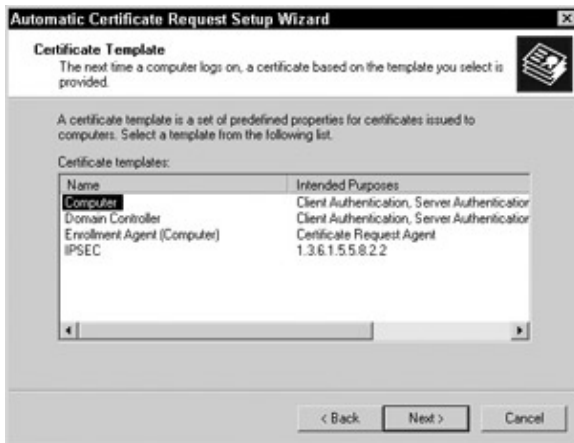 Automatic Certificate Request Setup Wizard
Certificate Template
The next time a computer logs on, a certificate based on the template you select is
provided.
A certificate template is a set of predefined properties for certificates issued to
computers. Select a template from the following list.
Certificate templates:
Name Intended Purposes
Computer Client Authentication, Server Authentication
Domain Controller Client Authentication, Server Authentication
Enrollment Agent (Computer) Certificate Request Agent
IPSEC 1.3.6.1.5.5.8.2.2
< Back Next > Cancel